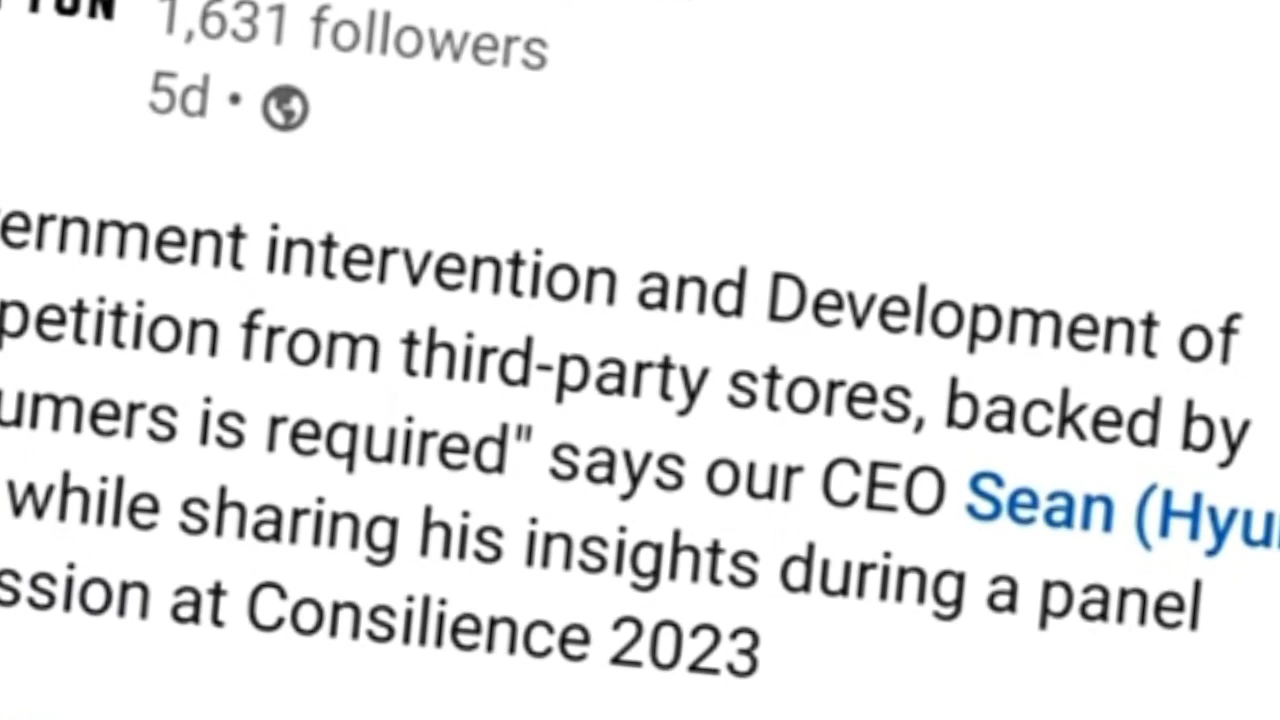 1,631 followers
5d •
ernment intervention and Development of
petition from third-party stores, backed by
umers is required" says our CEO Sean (Hyu
while sharing his insights during a panel
ssion at Consilience 2023